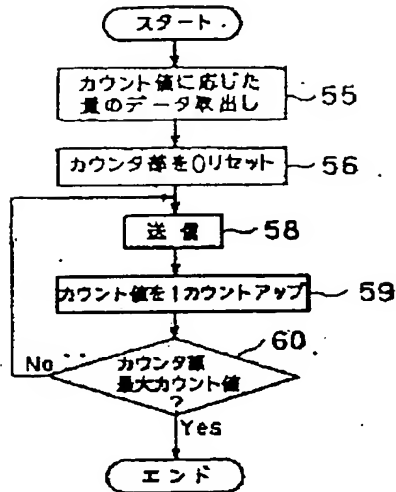 スタート
カウント値に応じた
量のデータ取出し
55
カウンタ部を0リセット
56
送信
58
カウント値を1カウントアップ
59
60
No
カウンタ部
最大カウント値
?
Yes
エンド